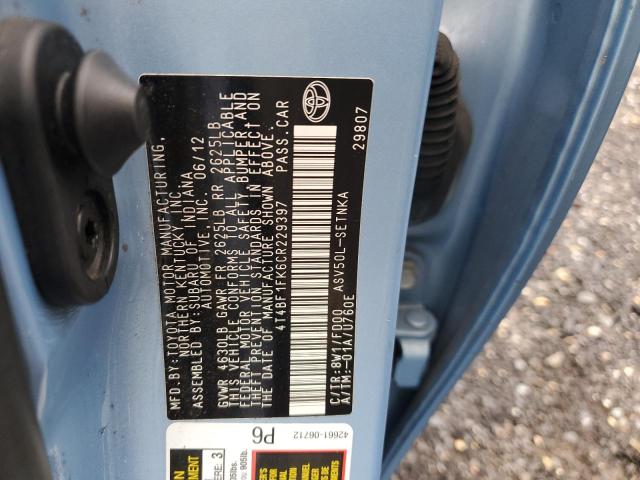 MFD.BY:TOYOTA MOTOR MANUFACTURING,
NORTHERN KENTUCKY INC.
ASSEMBLED BY:SUBARU OF INDIANA
AUTOMOTIVE, INC. 06/12
GVWR 4630LB GAWR FR 2625LB RR 2625LB
THIS VEHICLE CONFORMS TO ALL APPLICABLE
FEDERAL MOTOR VEHICLE SAFETY, BUMPER AND
THEFT PREVENTION STANDARDS IN EFFECT ON
THE DATE OF MANUFACTURE SHOWN ABOVE.
4T4BF1FK6CR229397 PASS.CAR
C/TR:8W1/FD00 ASV50L-SETNKA
A/TM:-01A/U760E 29807
P6
42661-06712